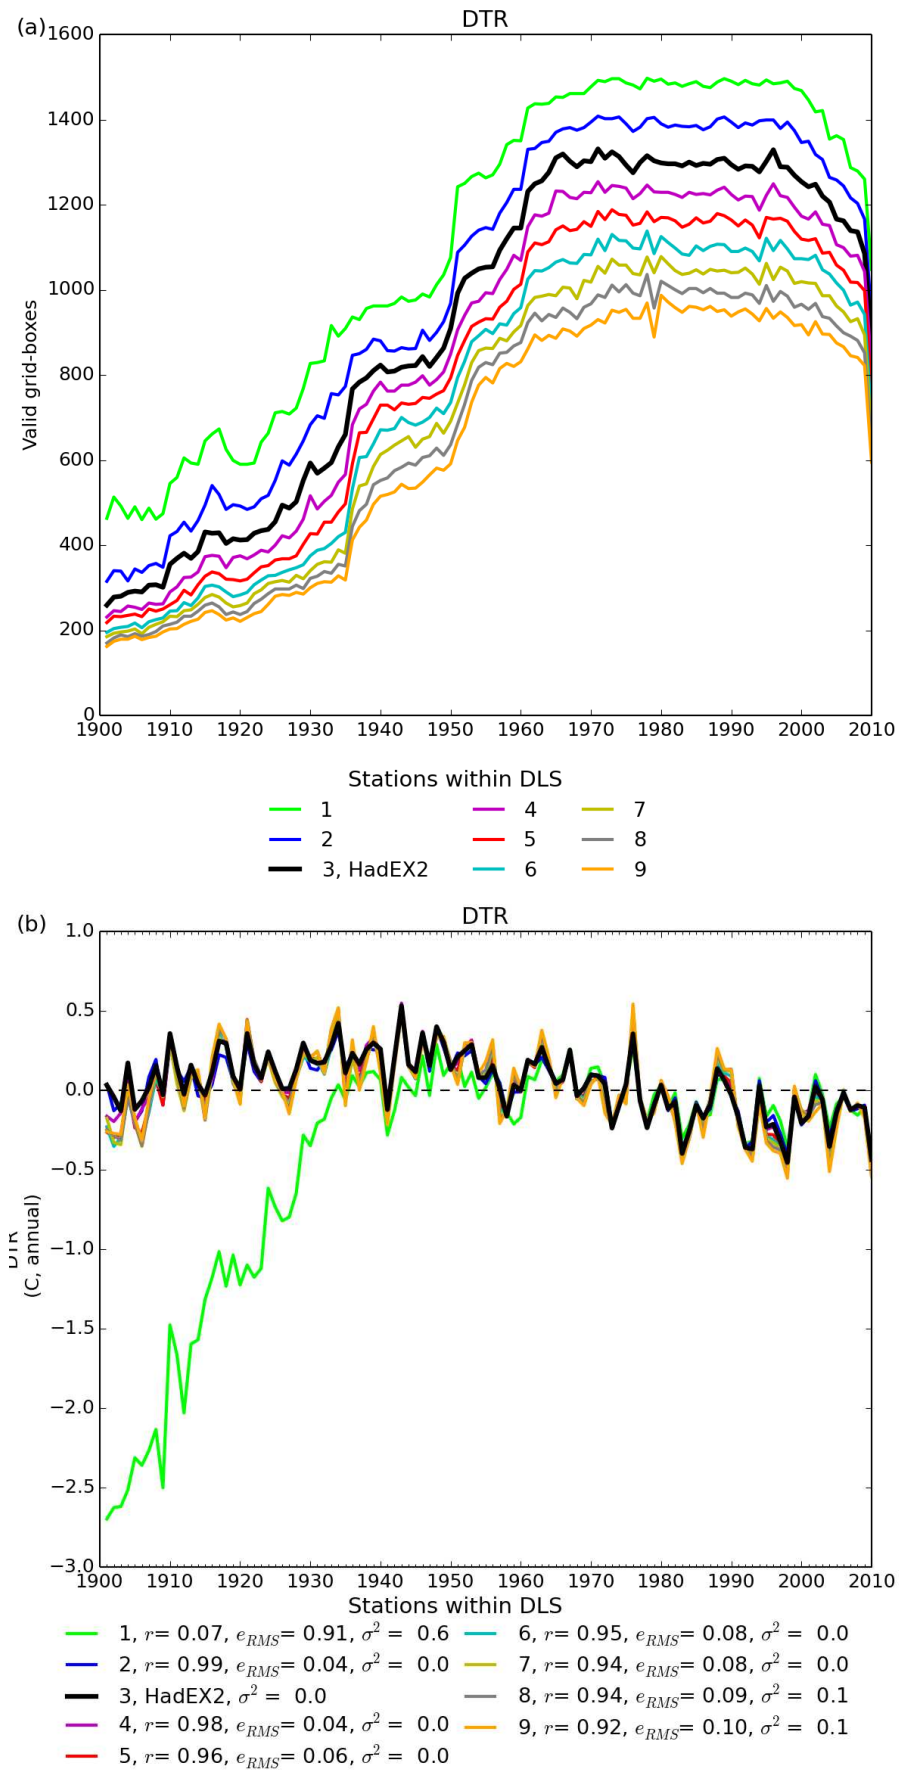 (a)
DTR
1600
1400
1200
1000
800
600
400
200
0
Valid grid-boxes
1900 1910 1920 1930 1940 1950 1960 1970 1980 1990 2000 2010
Stations within DLS
1 4 7
2 5 8
3, HadEX2 6 9
(b)
DTR
1.0
0.5
0.0
−0.5
−1.0
−1.5
−2.0
−2.5
−3.0
DTR
(C, annual)
1900 1910 1920 1930 1940 1950 1960 1970 1980 1990 2000 2010
Stations within DLS
1, r= 0.07, e_RMS= 0.91, σ² = 0.6
2, r= 0.99, e_RMS= 0.04, σ² = 0.0
3, HadEX2, σ² = 0.0
4, r= 0.98, e_RMS= 0.04, σ² = 0.0
5, r= 0.96, e_RMS= 0.06, σ² = 0.0
6, r= 0.95, e_RMS= 0.08, σ² = 0.0
7, r= 0.94, e_RMS= 0.08, σ² = 0.0
8, r= 0.94, e_RMS= 0.09, σ² = 0.1
9, r= 0.92, e_RMS= 0.10, σ² = 0.1